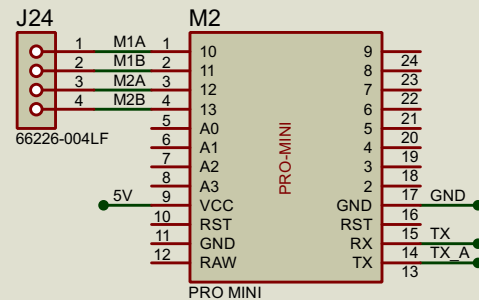 J24
M2
1 M1A 1 10
2 M1B 2 11
3 M2A 3 12
4 M2B 4 13
66226-004LF
5 A0
6 A1
7 A2
8 A3
5V 9 VCC
10 RST
11 GND
12 RAW
PRO-MINI
9 24
8 23
7 22
6 21
5 20
4 19
3 18
2 17
GND 16 GND
RST 15
RX 14 TX
TX 13 TX_A
PRO MINI